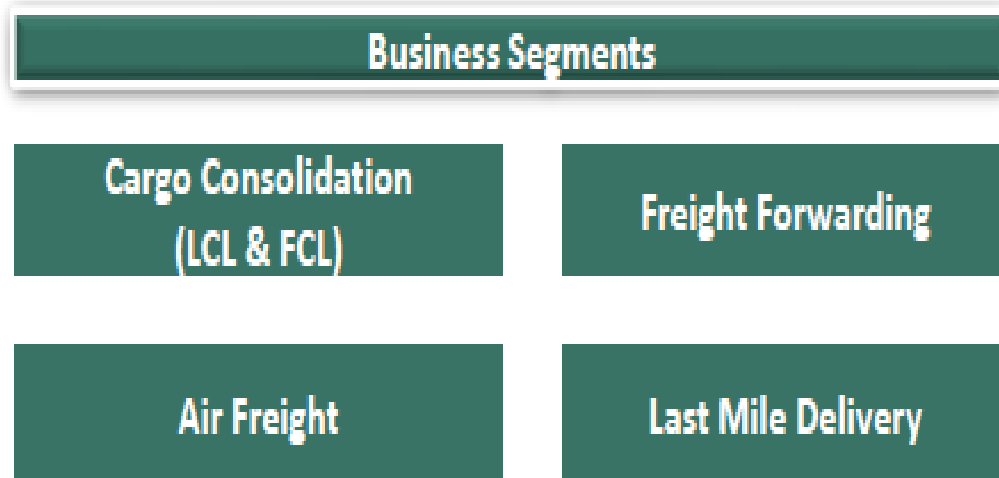 Business Segments
Cargo Consolidation
(LCL & FCL)
Freight Forwarding
Air Freight
Last Mile Delivery